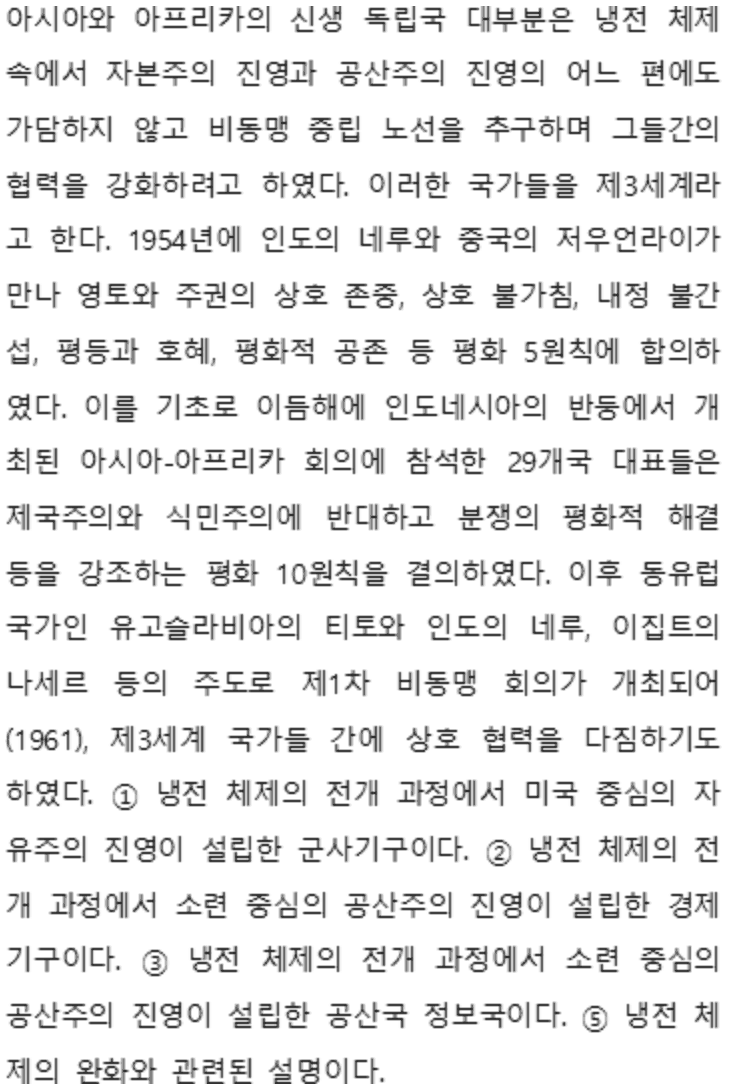 아시아와 아프리카의 신생 독립국 대부분은 냉전 체제
속에서 자본주의 진영과 공산주의 진영의 어느 편에도
가담하지 않고 비동맹 중립 노선을 추구하며 그들간의
협력을 강화하려고 하였다. 이러한 국가들을 제3세계라
고 한다. 1954년에 인도의 네루와 중국의 저우언라이가
만나 영토와 주권의 상호 존중, 상호 불가침, 내정 불간
섭, 평등과 호혜, 평화적 공존 등 평화 5원칙에 합의하
였다. 이를 기초로 이듬해에 인도네시아의 반둥에서 개
최된 아시아-아프리카 회의에 참석한 29개국 대표들은
제국주의와 식민주의에 반대하고 분쟁의 평화적 해결
등을 강조하는 평화 10원칙을 결의하였다. 이후 동유럽
국가인 유고슬라비아의 티토와 인도의 네루, 이집트의
나세르 등의 주도로 제1차 비동맹 회의가 개최되어
(1961), 제3세계 국가들 간에 상호 협력을 다짐하기도
하였다. ① 냉전 체제의 전개 과정에서 미국 중심의 자
유주의 진영이 설립한 군사기구이다. ② 냉전 체제의 전
개 과정에서 소련 중심의 공산주의 진영이 설립한 경제
기구이다. ③ 냉전 체제의 전개 과정에서 소련 중심의
공산주의 진영이 설립한 공산국 정보국이다. ⑤ 냉전 체
제의 완화와 관련된 설명이다.